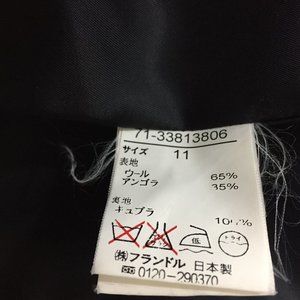 71-33813806
サイズ 11
表地
ウール 65%
アンゴラ 35%
裏地
キュプラ 100%
低
ドライ
㈱フランドル 日本製
0120-290370